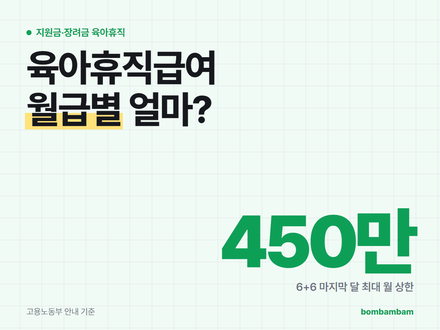 지원금·장려금 육아휴직
육아휴직급여
월급별 얼마?
450만
6+6 마지막 달 최대 월 상한
고용노동부 안내 기준
bombambam